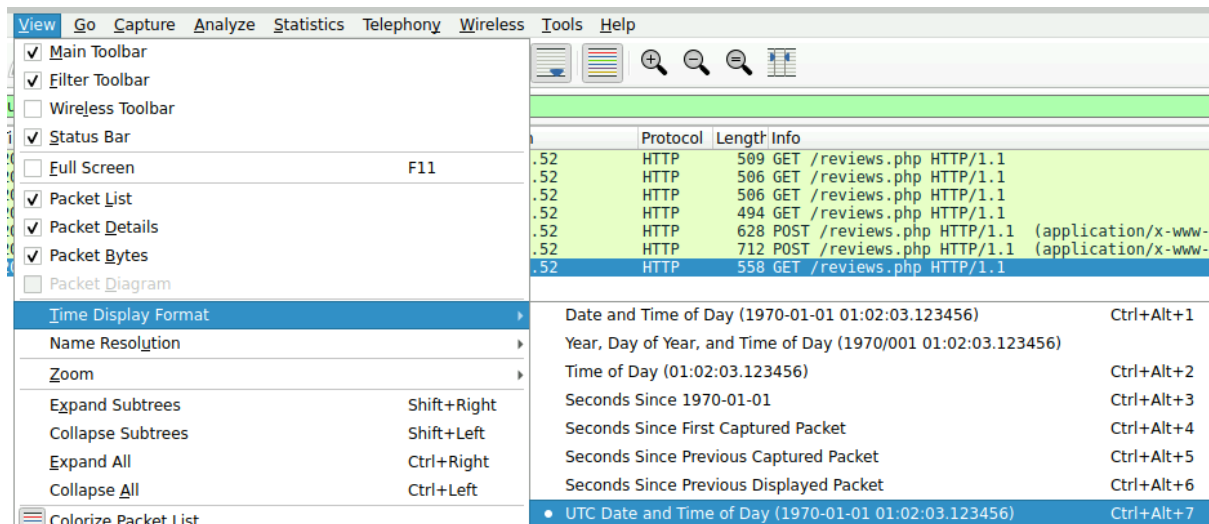 View Go Capture Analyze Statistics Telephony Wireless Tools Help
Main Toolbar
Filter Toolbar
Wireless Toolbar
Status Bar
Full Screen F11
Packet List
Packet Details
Packet Bytes
Packet Diagram
Time Display Format
Name Resolution
Zoom
Expand Subtrees Shift+Right
Collapse Subtrees Shift+Left
Expand All Ctrl+Right
Collapse All Ctrl+Left
Colorize Packet List
Protocol Length Info
.52 HTTP 509 GET /reviews.php HTTP/1.1
.52 HTTP 506 GET /reviews.php HTTP/1.1
.52 HTTP 506 GET /reviews.php HTTP/1.1
.52 HTTP 494 GET /reviews.php HTTP/1.1
.52 HTTP 628 POST /reviews.php HTTP/1.1 (application/x-www-
.52 HTTP 712 POST /reviews.php HTTP/1.1 (application/x-www-
.52 HTTP 558 GET /reviews.php HTTP/1.1
Date and Time of Day (1970-01-01 01:02:03.123456) Ctrl+Alt+1
Year, Day of Year, and Time of Day (1970/001 01:02:03.123456)
Time of Day (01:02:03.123456) Ctrl+Alt+2
Seconds Since 1970-01-01 Ctrl+Alt+3
Seconds Since First Captured Packet Ctrl+Alt+4
Seconds Since Previous Captured Packet Ctrl+Alt+5
Seconds Since Previous Displayed Packet Ctrl+Alt+6
UTC Date and Time of Day (1970-01-01 01:02:03.123456) Ctrl+Alt+7